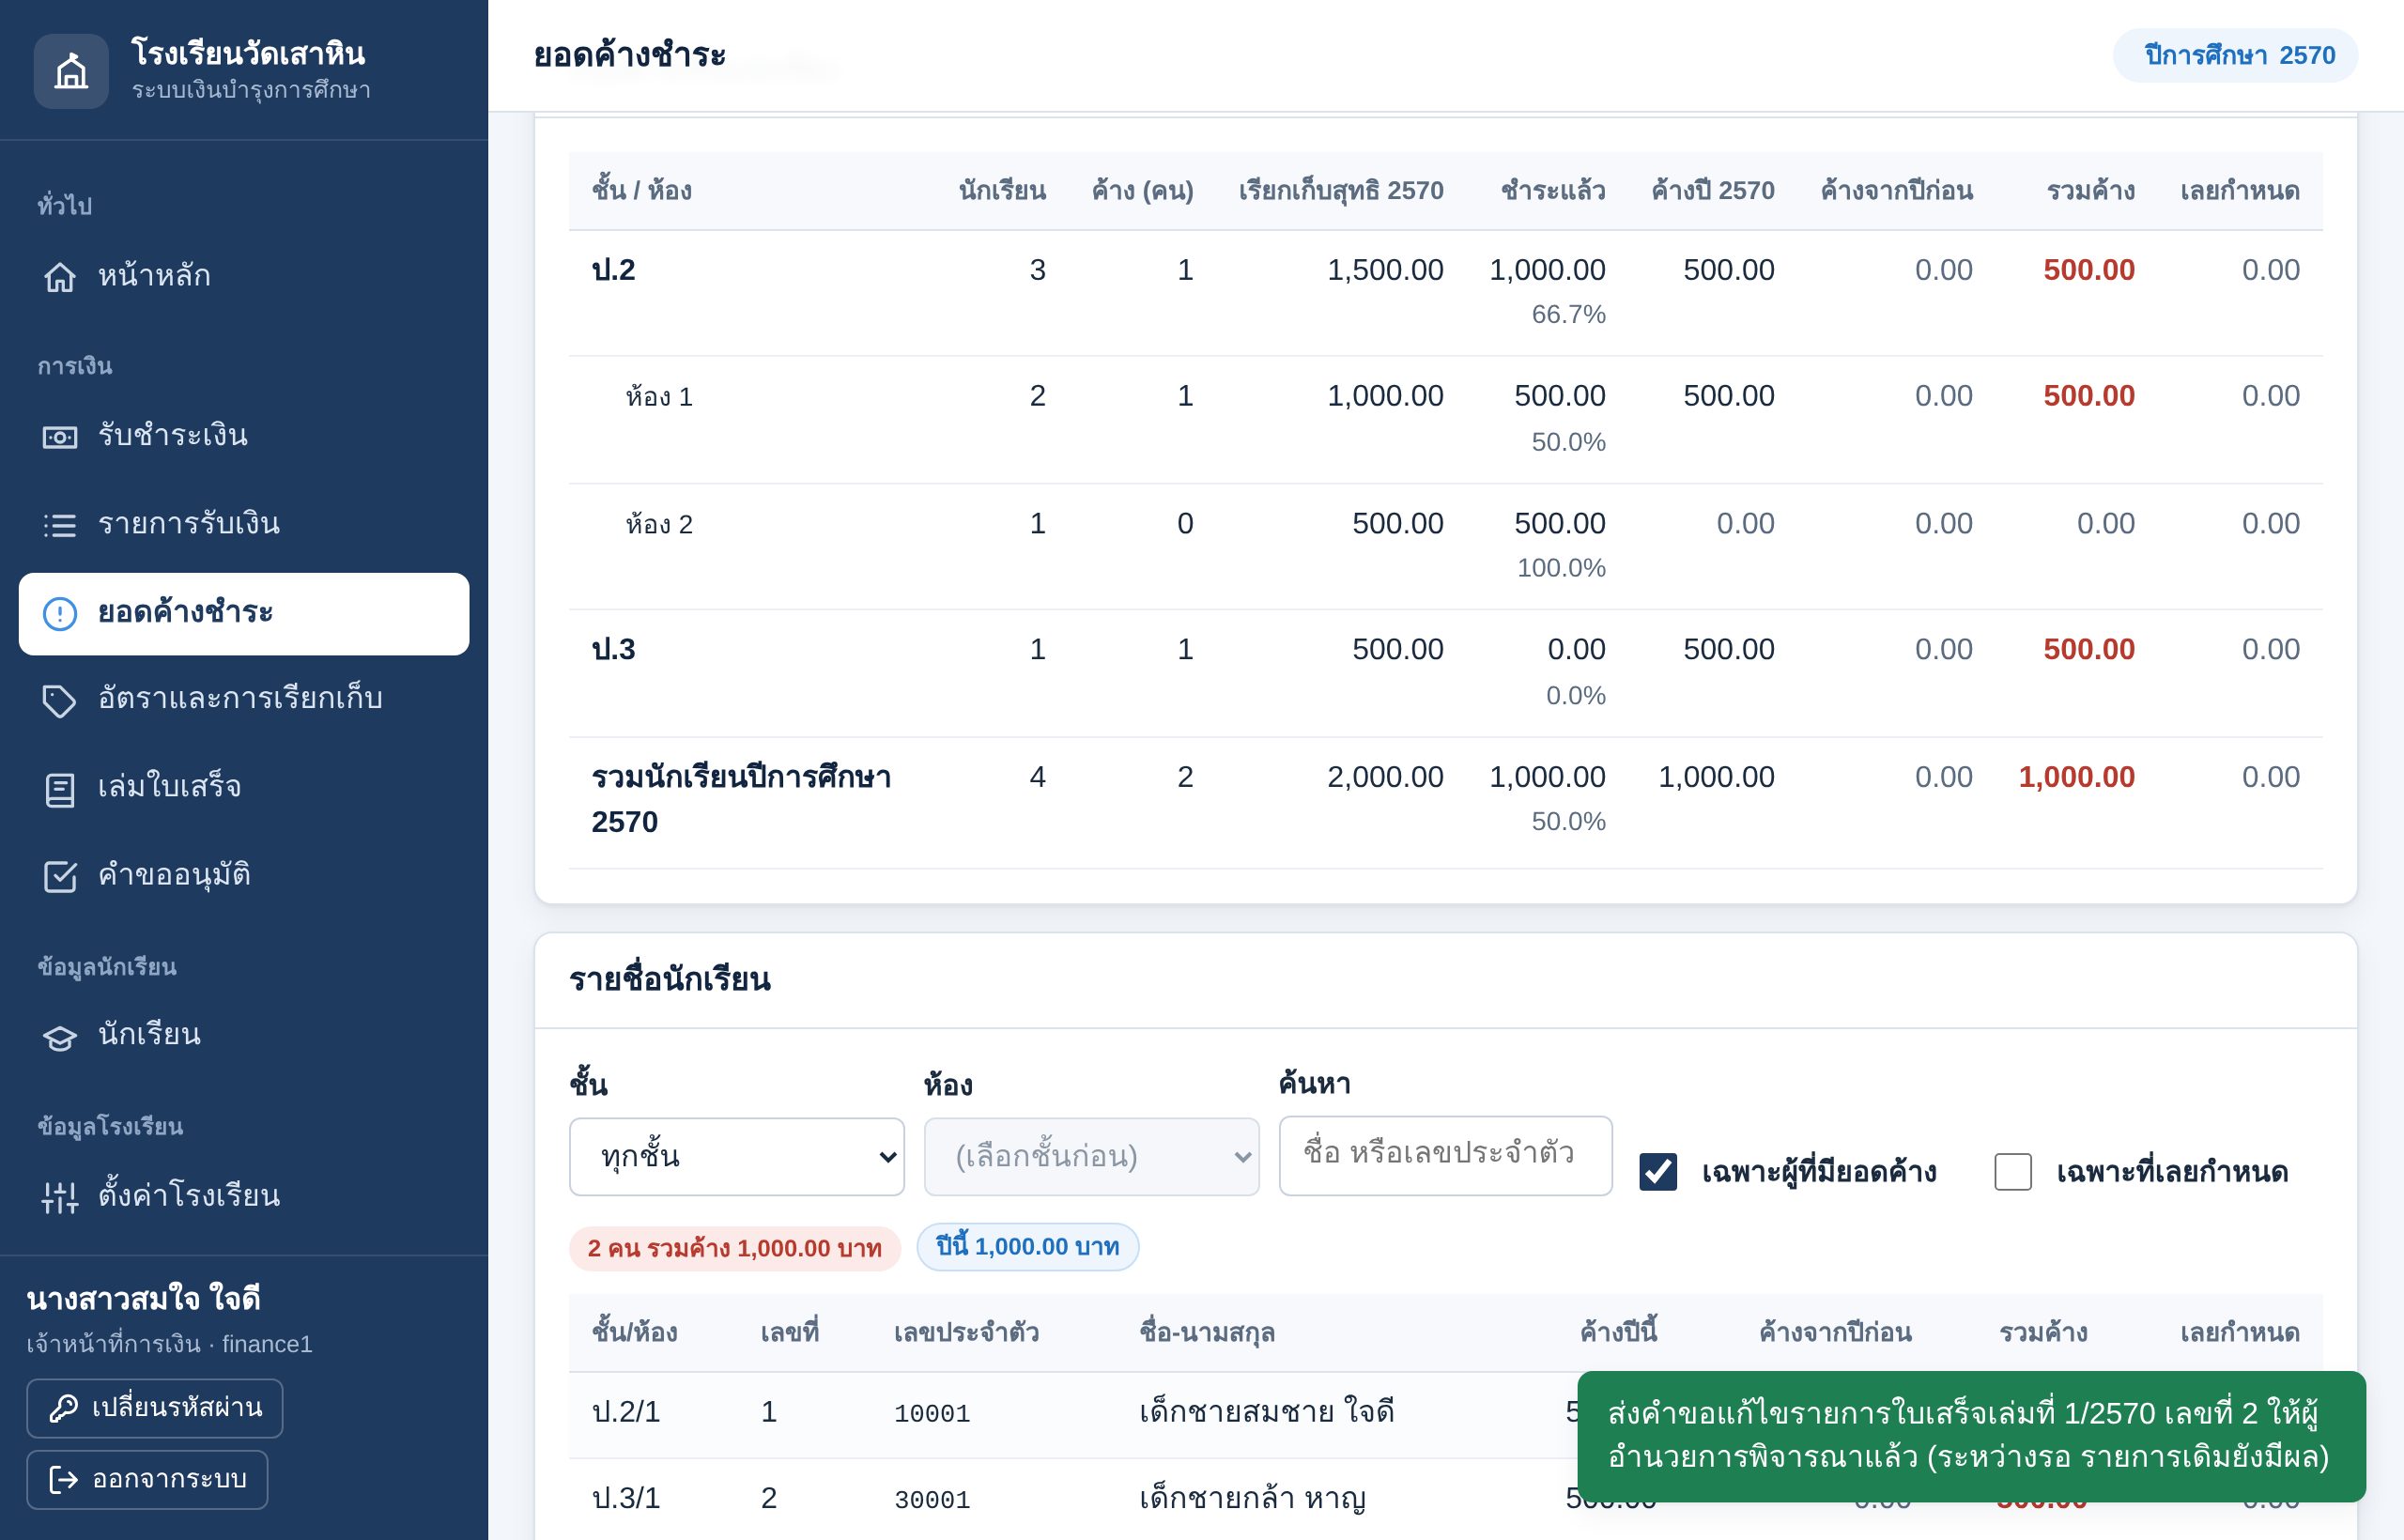 โรงเรียนวัดเสาหิน
ระบบเงินบำรุงการศึกษา
ทั่วไป
หน้าหลัก
การเงิน
รับชำระเงิน
รายการรับเงิน
ยอดค้างชำระ
อัตราและการเรียกเก็บ
เล่มใบเสร็จ
คำขออนุมัติ
ข้อมูลนักเรียน
นักเรียน
ข้อมูลโรงเรียน
ตั้งค่าโรงเรียน
นางสาวสมใจ ใจดี
เจ้าหน้าที่การเงิน · finance1
เปลี่ยนรหัสผ่าน
ออกจากระบบ
ยอดค้างชำระ ปีการศึกษา 2570
ชั้น / ห้อง นักเรียน ค้าง (คน) เรียกเก็บสุทธิ 2570 ชำระแล้ว ค้างปี 2570 ค้างจากปีก่อน รวมค้าง เลยกำหนด
ป.2 3 1 1,500.00 1,000.00 500.00 0.00 500.00 0.00
66.7%
ห้อง 1 2 1 1,000.00 500.00 500.00 0.00 500.00 0.00
50.0%
ห้อง 2 1 0 500.00 500.00 0.00 0.00 0.00 0.00
100.0%
ป.3 1 1 500.00 0.00 500.00 0.00 500.00 0.00
0.0%
รวมนักเรียนปีการศึกษา 4 2 2,000.00 1,000.00 1,000.00 0.00 1,000.00 0.00
2570 50.0%
รายชื่อนักเรียน
ชั้น ห้อง ค้นหา
ทุกชั้น (เลือกชั้นก่อน) ชื่อ หรือเลขประจำตัว เฉพาะผู้ที่มียอดค้าง เฉพาะที่เลยกำหนด
2 คน รวมค้าง 1,000.00 บาท ปีนี้ 1,000.00 บาท
ชั้น/ห้อง เลขที่ เลขประจำตัว ชื่อ-นามสกุล ค้างปีนี้ ค้างจากปีก่อน รวมค้าง เลยกำหนด
ป.2/1 1 10001 เด็กชายสมชาย ใจดี
ป.3/1 2 30001 เด็กชายกล้า หาญ
ส่งคำขอแก้ไขรายการใบเสร็จเล่มที่ 1/2570 เลขที่ 2 ให้ผู้
อำนวยการพิจารณาแล้ว (ระหว่างรอ รายการเดิมยังมีผล)